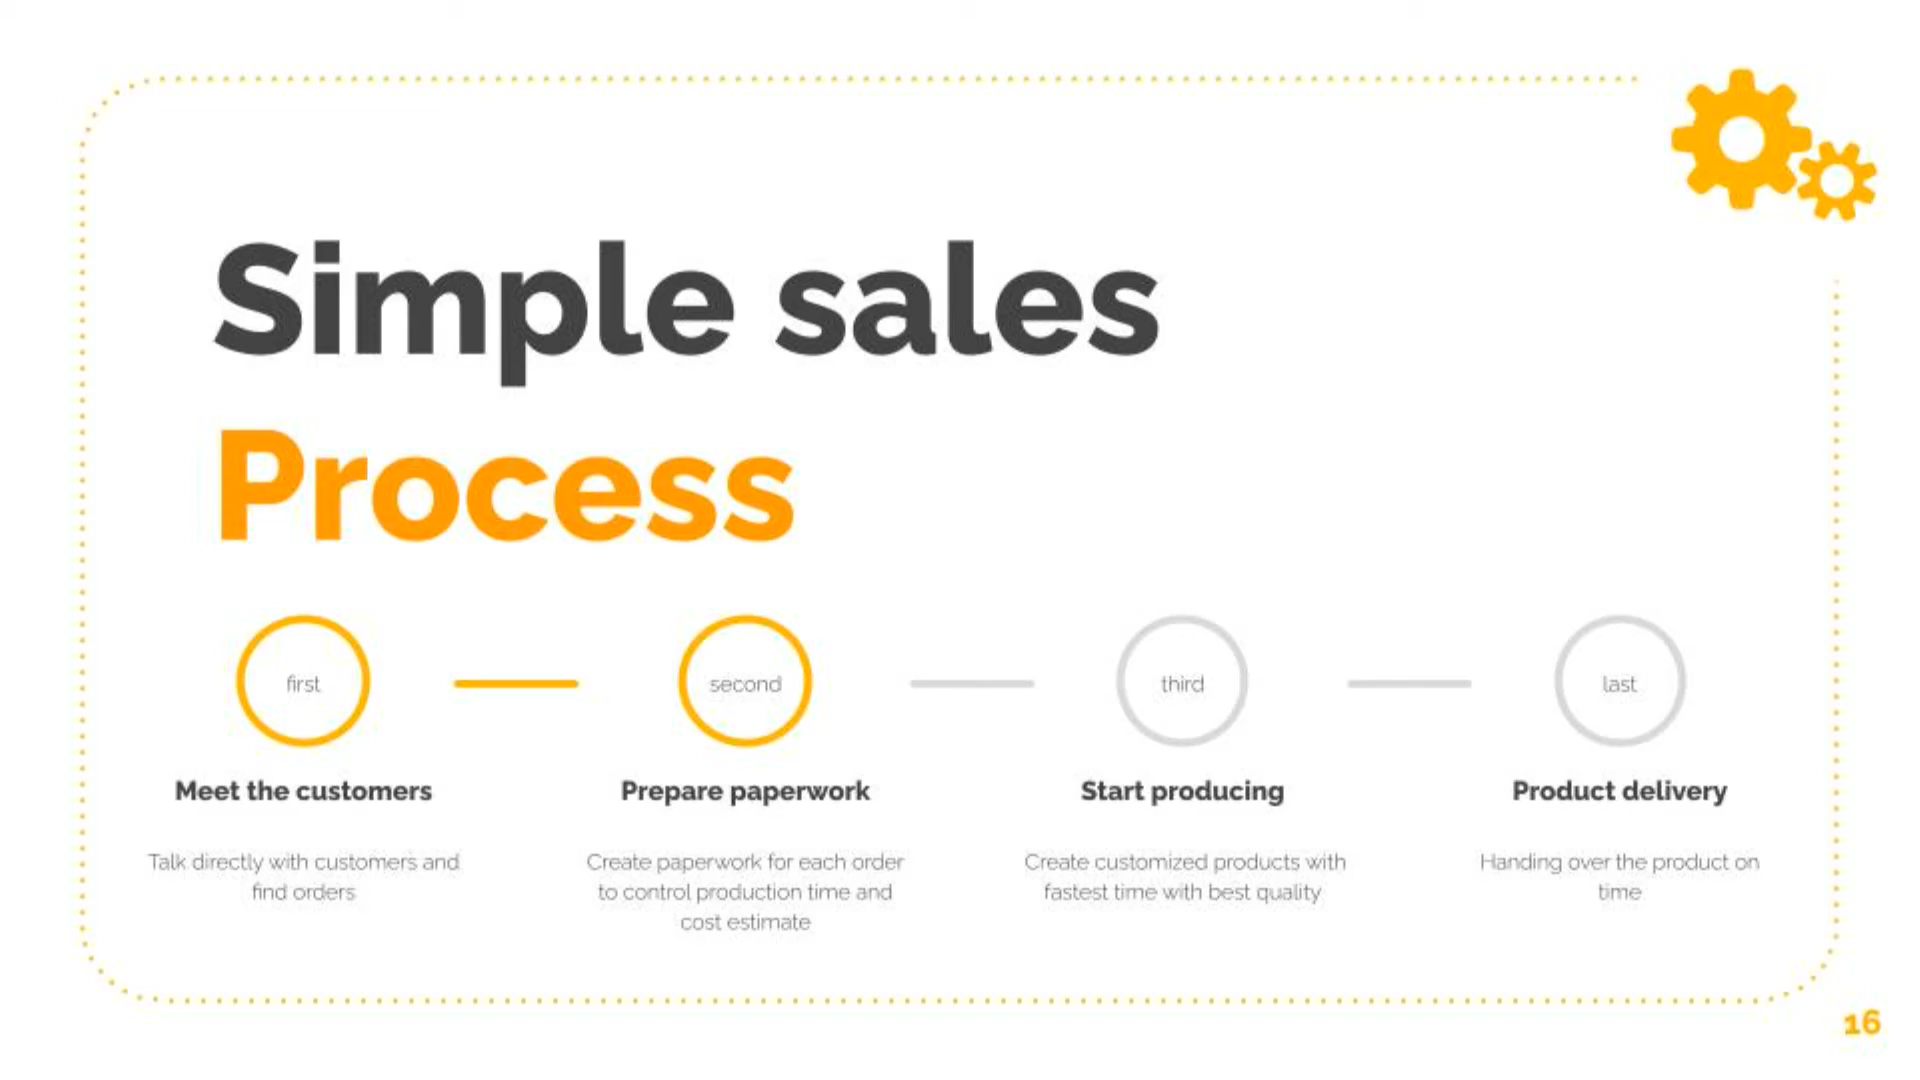 Simple sales
Process
first
second
third
last
Meet the customers
Prepare paperwork
Start producing
Product delivery
Talk directly with customers and
find orders
Create paperwork for each order
to control production time and
cost estimate
Create customized products with
fastest time with best quality
Handing over the product on
time
16